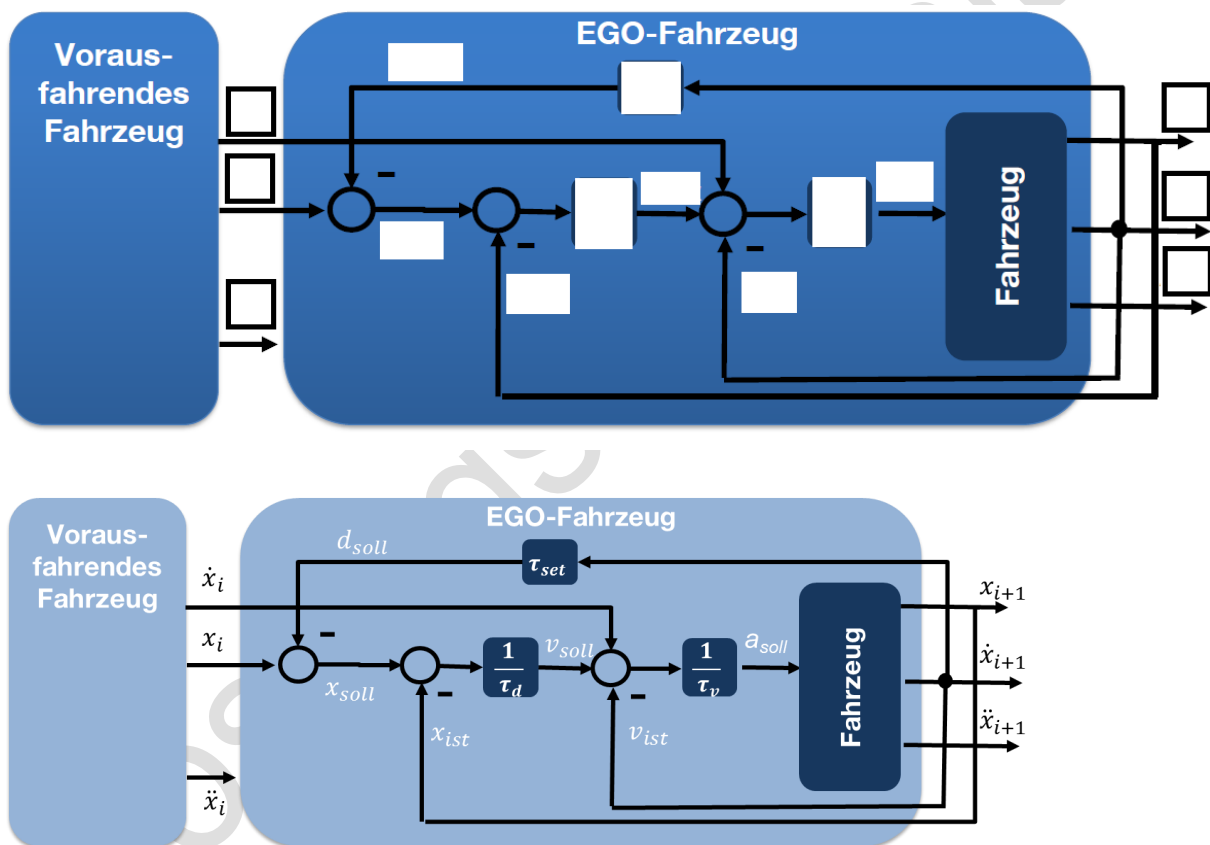 EGO-Fahrzeug
Voraus-
fahrendes
Fahrzeug
-
-
-
Fahrzeug
EGO-Fahrzeug
Voraus-
fahrendes
Fahrzeug
d_soll
τ_set
ẋ_i
x_i
ẍ_i
-
x_soll
-
x_ist
1
τ_d
v_soll
-
v_ist
1
τ_v
a_soll
Fahrzeug
x_{i+1}
ẋ_{i+1}
ẍ_{i+1}